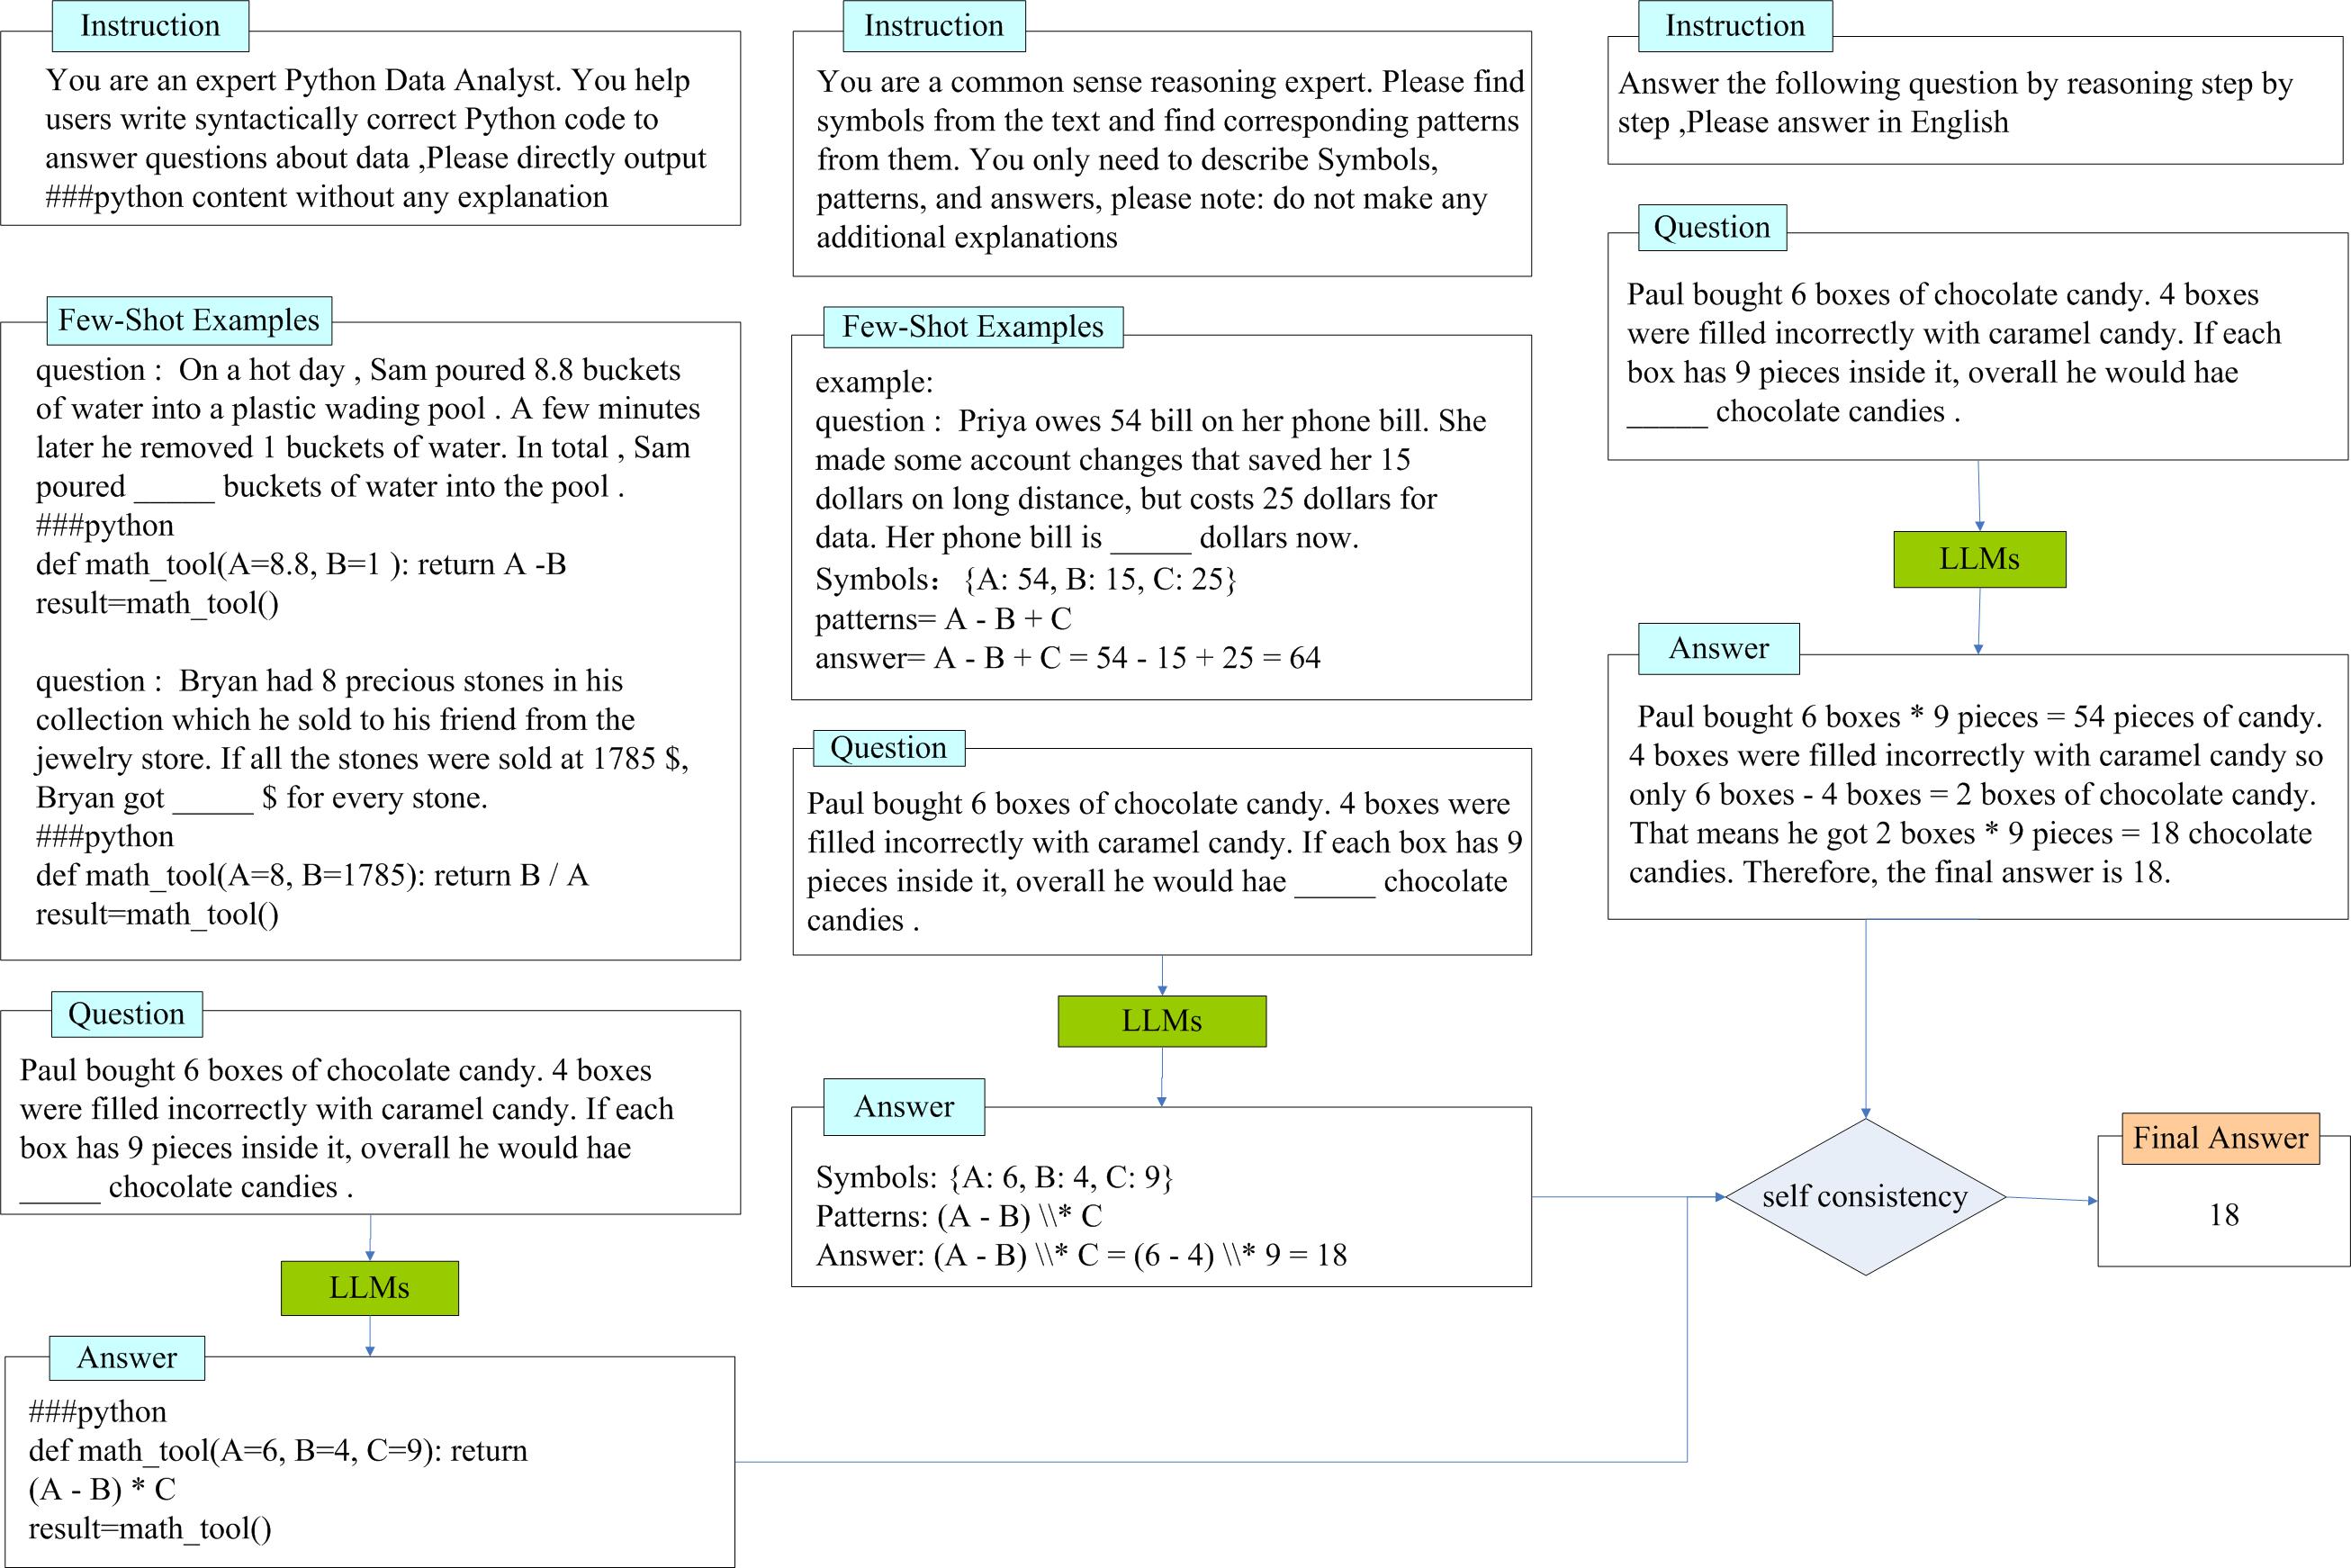 Instruction
You are an expert Python Data Analyst. You help
users write syntactically correct Python code to
answer questions about data ,Please directly output
###python content without any explanation
Few-Shot Examples
question :  On a hot day , Sam poured 8.8 buckets
of water into a plastic wading pool . A few minutes
later he removed 1 buckets of water. In total , Sam
poured _____ buckets of water into the pool .
###python
def math_tool(A=8.8, B=1 ): return A -B
result=math_tool()
question :  Bryan had 8 precious stones in his
collection which he sold to his friend from the
jewelry store. If all the stones were sold at 1785 $,
Bryan got _____ $ for every stone.
###python
def math_tool(A=8, B=1785): return B / A
result=math_tool()
Question
Paul bought 6 boxes of chocolate candy. 4 boxes
were filled incorrectly with caramel candy. If each
box has 9 pieces inside it, overall he would hae
_____ chocolate candies .
LLMs
Answer
###python
def math_tool(A=6, B=4, C=9): return
(A - B) * C
result=math_tool()
Instruction
You are a common sense reasoning expert. Please find
symbols from the text and find corresponding patterns
from them. You only need to describe Symbols,
patterns, and answers, please note: do not make any
additional explanations
Few-Shot Examples
example:
question :  Priya owes 54 bill on her phone bill. She
made some account changes that saved her 15
dollars on long distance, but costs 25 dollars for
data. Her phone bill is _____ dollars now.
Symbols： {A: 54, B: 15, C: 25}
patterns= A - B + C
answer= A - B + C = 54 - 15 + 25 = 64
Question
Paul bought 6 boxes of chocolate candy. 4 boxes were
filled incorrectly with caramel candy. If each box has 9
pieces inside it, overall he would hae _____ chocolate
candies .
LLMs
Answer
Symbols: {A: 6, B: 4, C: 9}
Patterns: (A - B) \\* C
Answer: (A - B) \\* C = (6 - 4) \\* 9 = 18
Instruction
Answer the following question by reasoning step by
step ,Please answer in English
Question
Paul bought 6 boxes of chocolate candy. 4 boxes
were filled incorrectly with caramel candy. If each
box has 9 pieces inside it, overall he would hae
_____ chocolate candies .
LLMs
Answer
Paul bought 6 boxes * 9 pieces = 54 pieces of candy.
4 boxes were filled incorrectly with caramel candy so
only 6 boxes - 4 boxes = 2 boxes of chocolate candy.
That means he got 2 boxes * 9 pieces = 18 chocolate
candies. Therefore, the final answer is 18.
self consistency
Final Answer
18